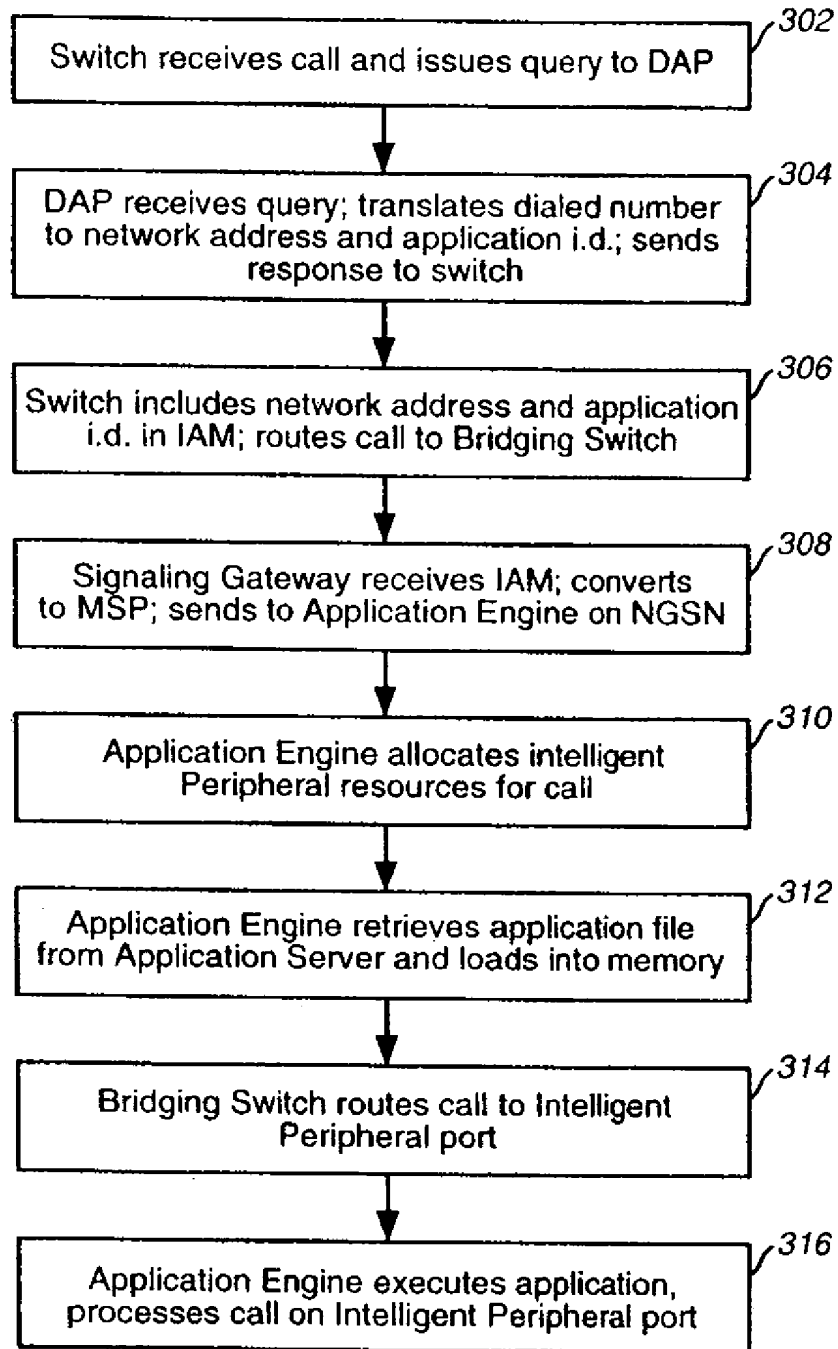 302
Switch receives call and issues query to DAP
304
DAP receives query; translates dialed number
to network address and application i.d.; sends
response to switch
306
Switch includes network address and application
i.d. in IAM; routes call to Bridging Switch
308
Signaling Gateway receives IAM; converts
to MSP; sends to Application Engine on NGSN
310
Application Engine allocates intelligent
Peripheral resources for call
312
Application Engine retrieves application file
from Application Server and loads into memory
314
Bridging Switch routes call to Intelligent
Peripheral port
316
Application Engine executes application,
processes call on Intelligent Peripheral port